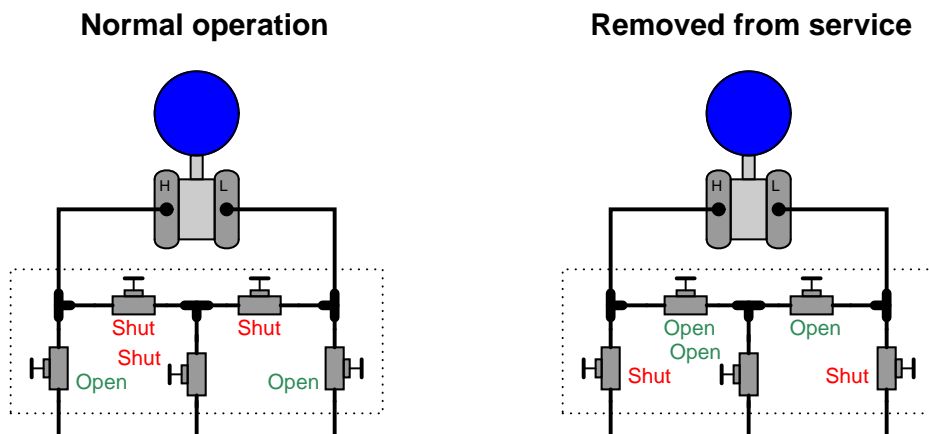 Normal operation
Removed from service
H L
H L
Shut Shut
Shut
Open Open
Open Open
Open
Shut Shut